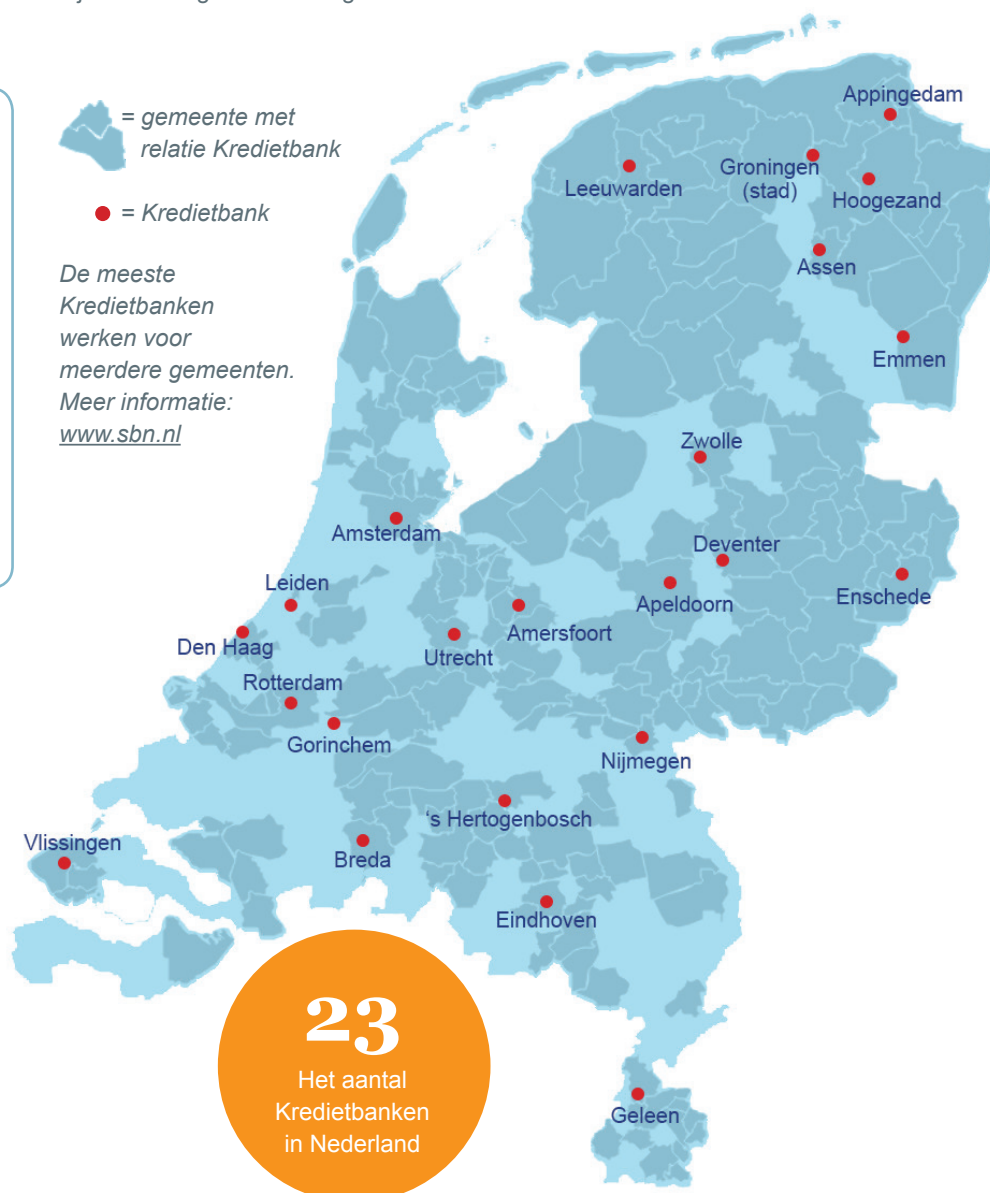 = gemeente met
relatie Kredietbank
= Kredietbank
De meeste
Kredietbanken
werken voor
meerdere gemeenten.
Meer informatie:
www.sbn.nl
Appingedam
Groningen
(stad)
Leeuwarden
Hoogezand
Assen
Emmen
Zwolle
Amsterdam
Deventer
Leiden
Apeldoorn
Enschede
Den Haag
Amersfoort
Utrecht
Rotterdam
Gorinchem
Nijmegen
‘s Hertogenbosch
Vlissingen
Breda
Eindhoven
23
Het aantal
Kredietbanken
in Nederland
Geleen